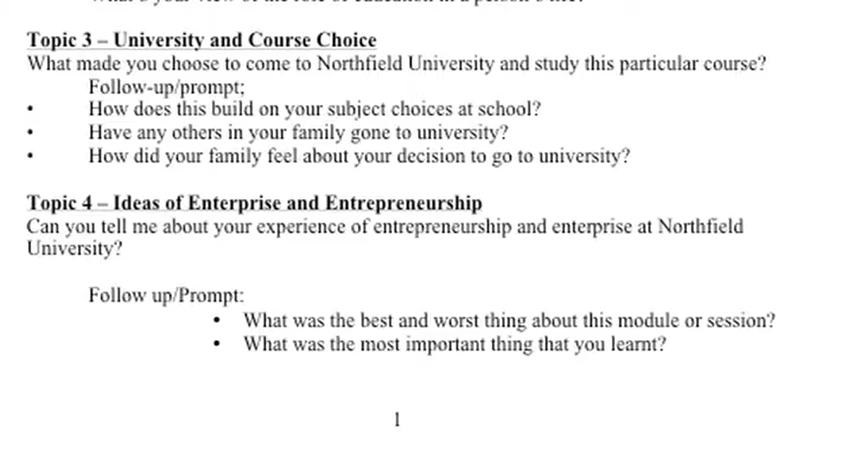 Topic 3 – University and Course Choice
What made you choose to come to Northfield University and study this particular course?
Follow-up/prompt;
• How does this build on your subject choices at school?
• Have any others in your family gone to university?
• How did your family feel about your decision to go to university?
Topic 4 – Ideas of Enterprise and Entrepreneurship
Can you tell me about your experience of entrepreneurship and enterprise at Northfield
University?
Follow up/Prompt:
• What was the best and worst thing about this module or session?
• What was the most important thing that you learnt?
1